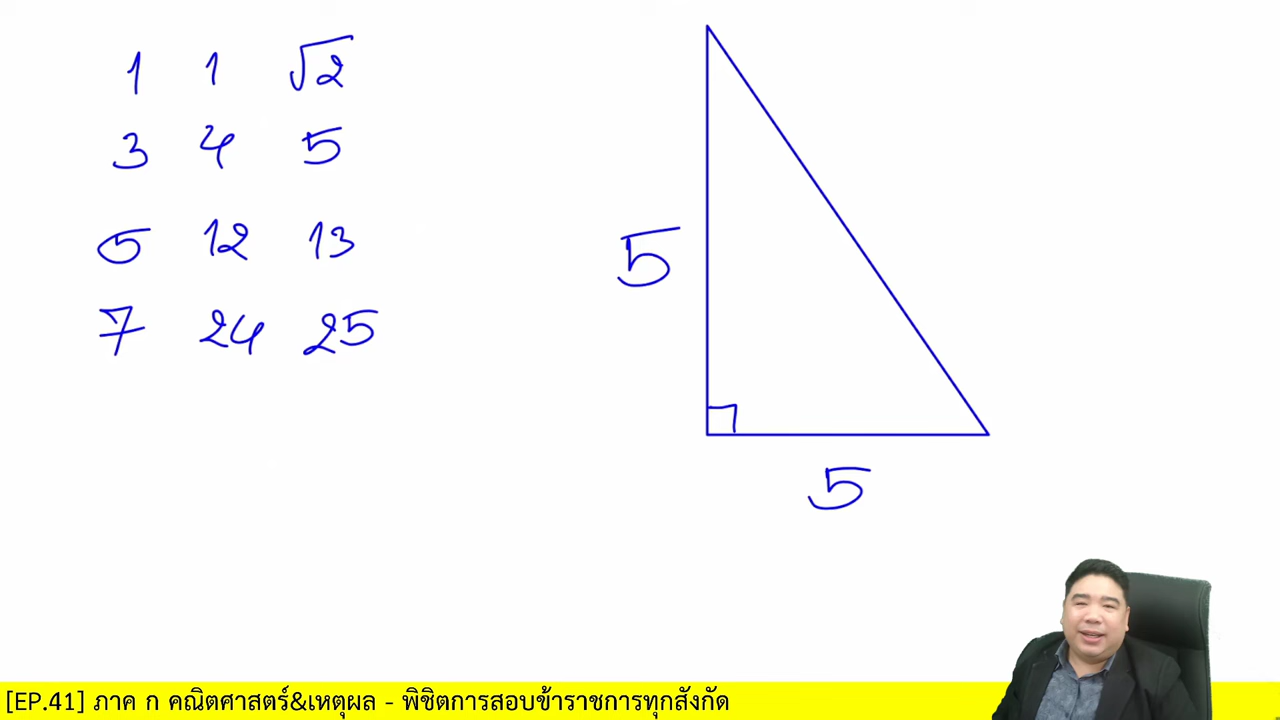 1 1 √2
3 4 5
5 12 13
7 24 25
5
5
[EP.41] ภาค ก คณิตศาสตร์&เหตุผล - พิชิตการสอบข้าราชการทุกสังกัด